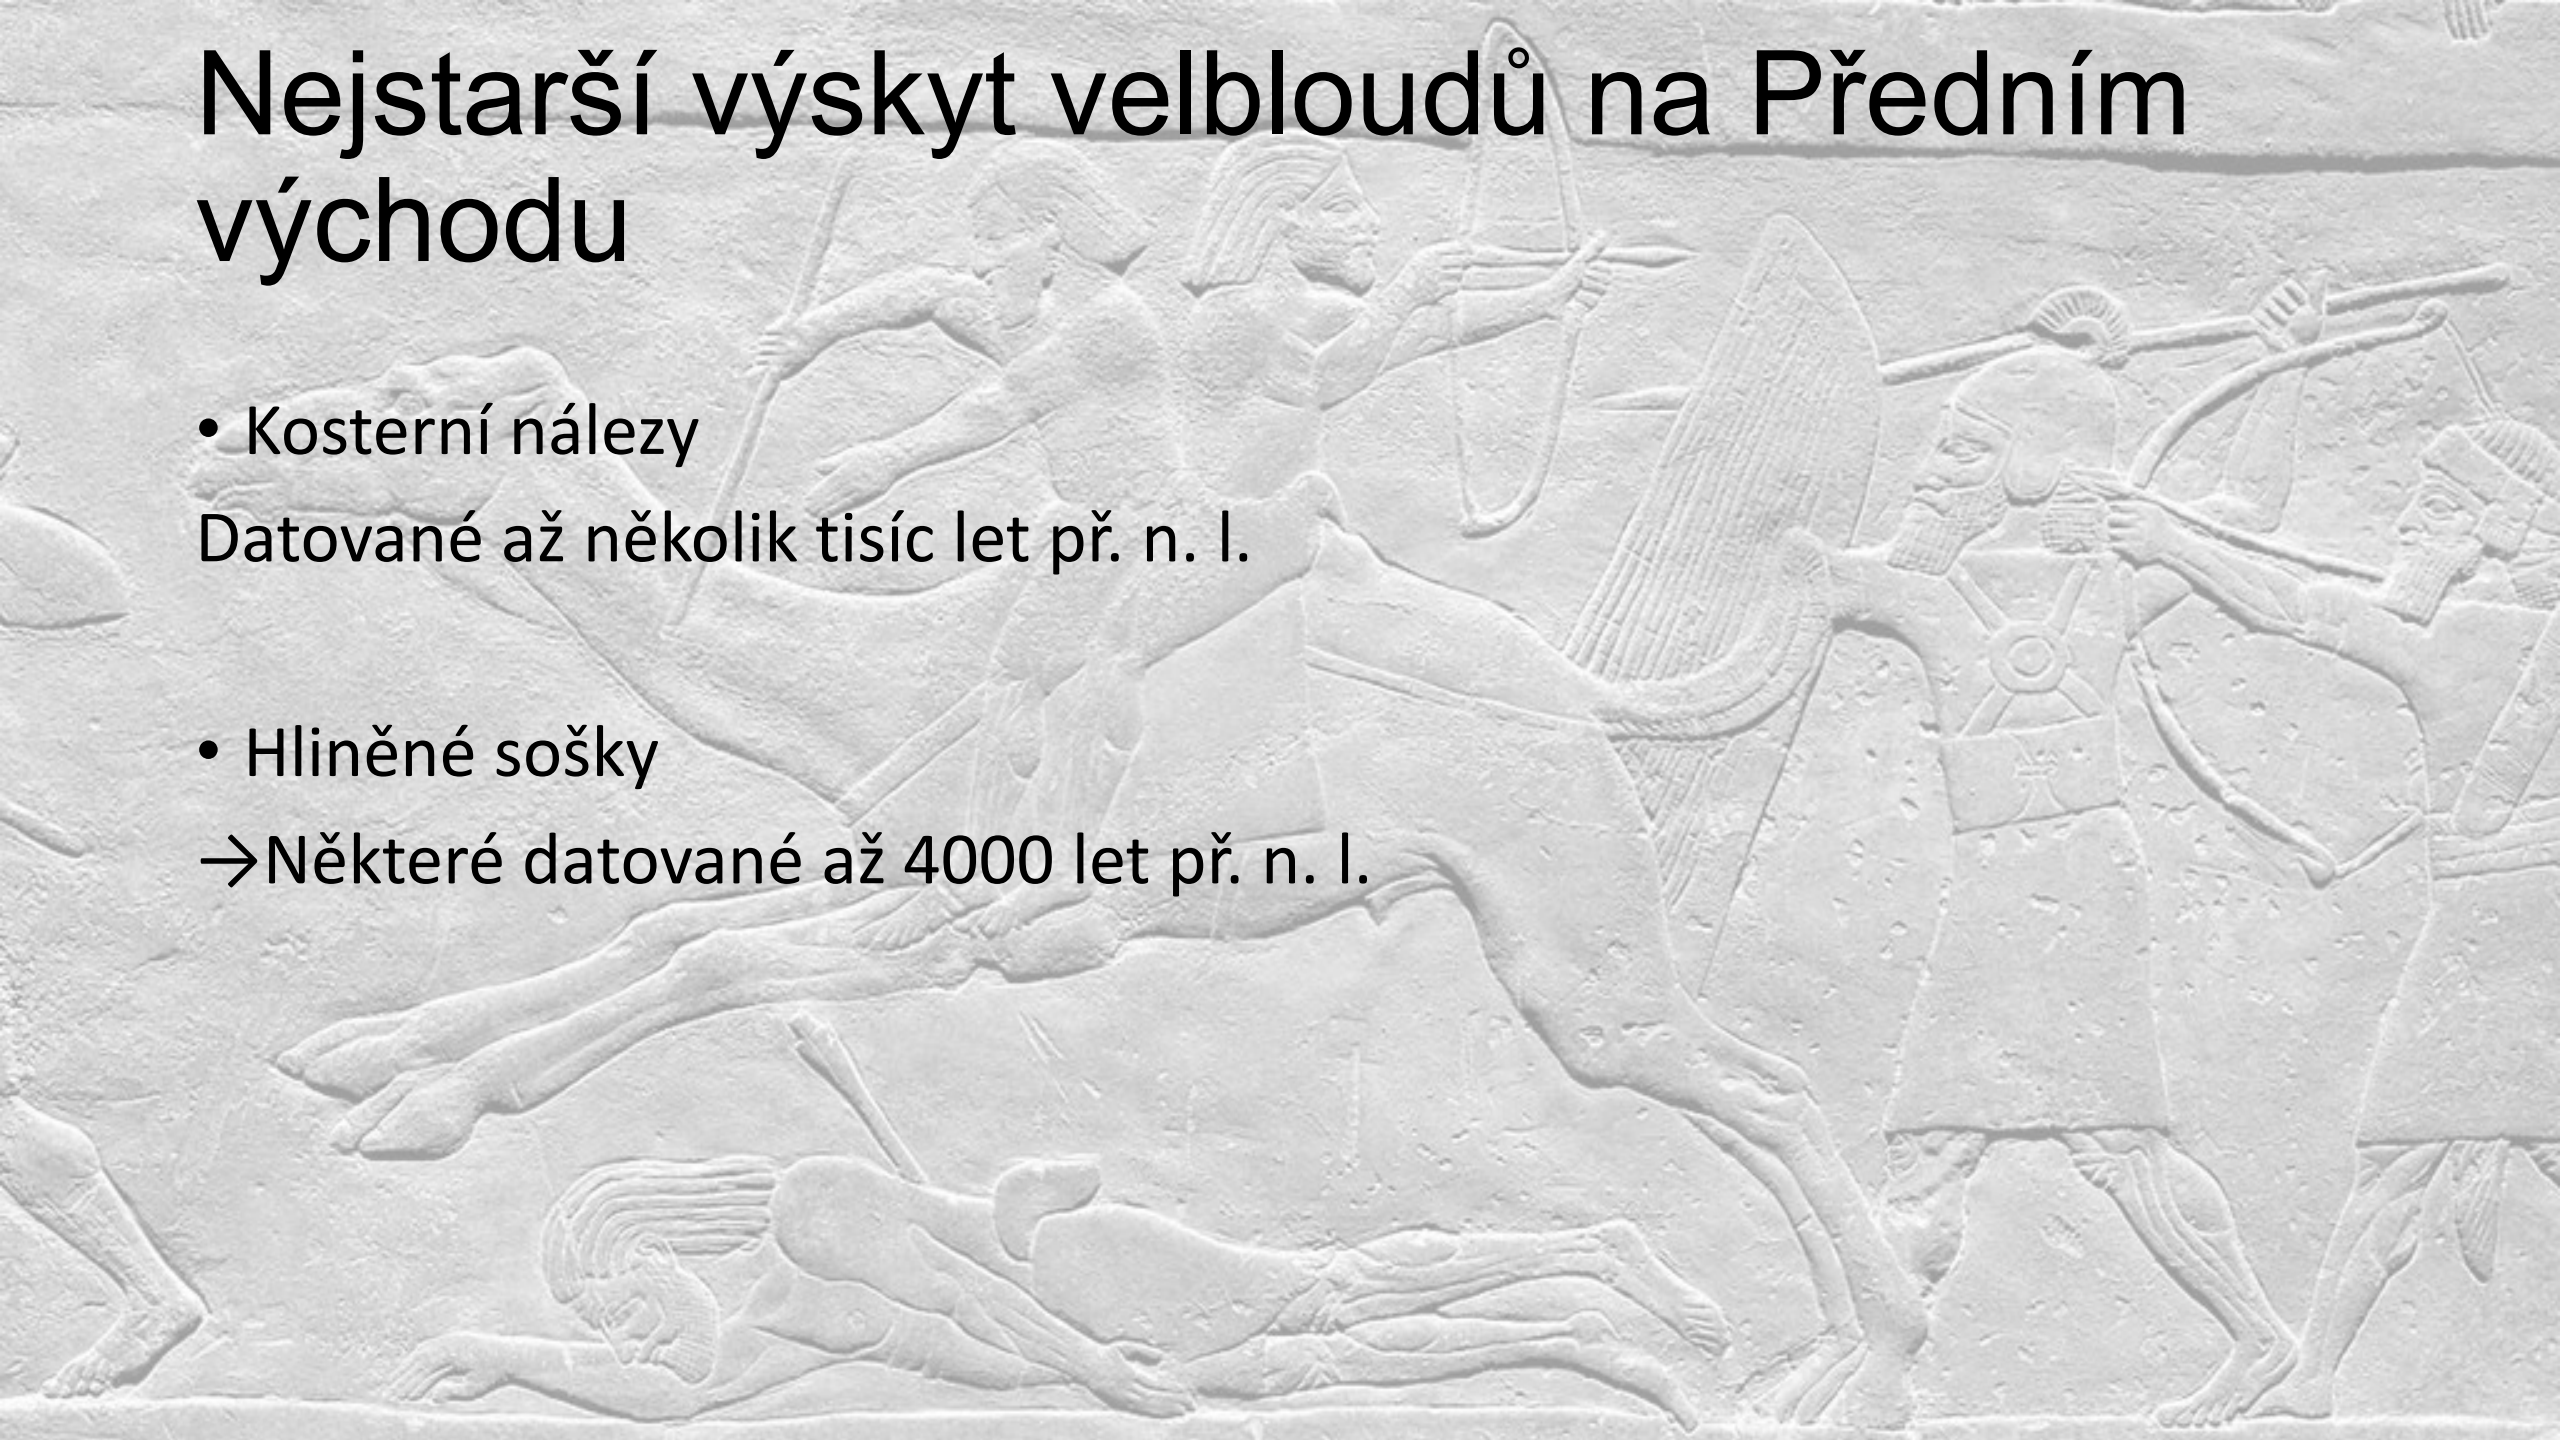 Nejstarší výskyt velbloudů na Předním
východu
• Kosterní nálezy
Datované až několik tisíc let př. n. l.
• Hliněné sošky
→Některé datované až 4000 let př. n. l.